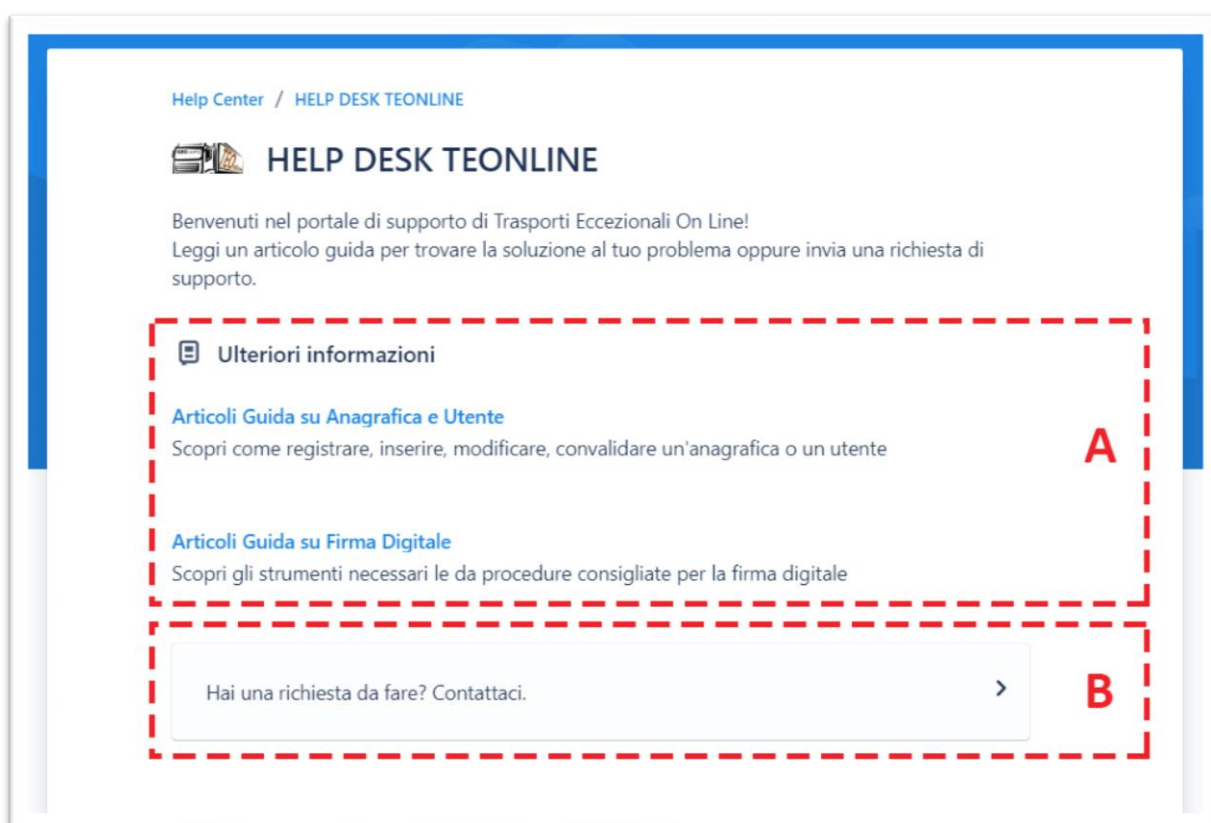 Help Center / HELP DESK TEONLINE
HELP DESK TEONLINE
Benvenuti nel portale di supporto di Trasporti Eccezionali On Line!
Leggi un articolo guida per trovare la soluzione al tuo problema oppure invia una richiesta di
supporto.
Ulteriori informazioni
Articoli Guida su Anagrafica e Utente
Scopri come registrare, inserire, modificare, convalidare un'anagrafica o un utente
A
Articoli Guida su Firma Digitale
Scopri gli strumenti necessari le da procedure consigliate per la firma digitale
Hai una richiesta da fare? Contattaci.
B